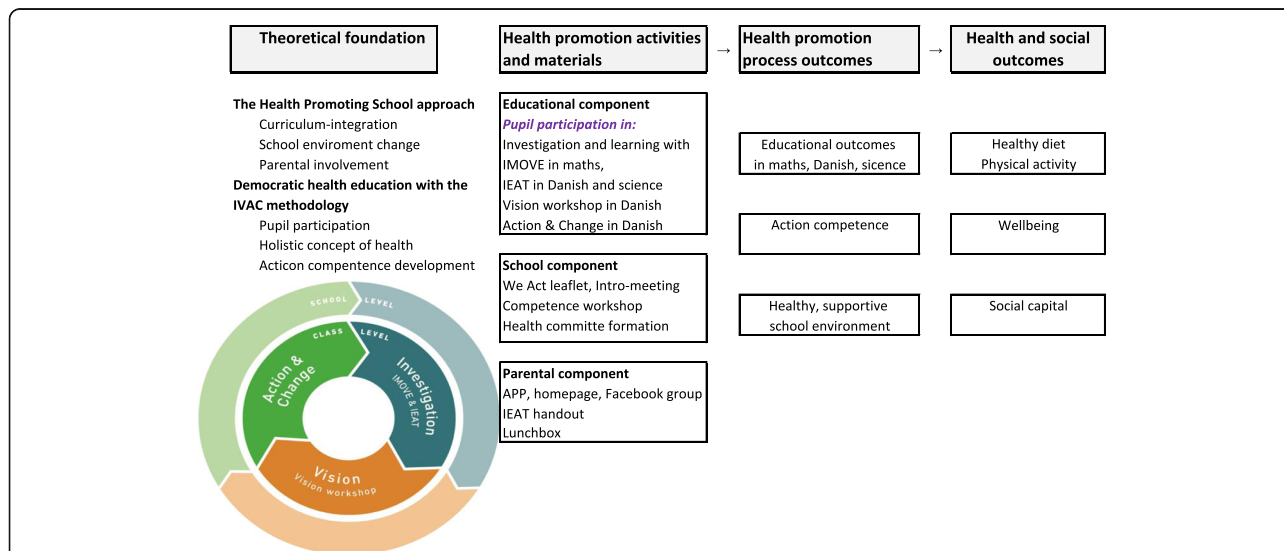 Theoretical foundation
Health promotion activities
and materials
→
Health promotion
process outcomes
→
Health and social
outcomes
The Health Promoting School approach
Curriculum-integration
School enviroment change
Parental involvement
Democratic health education with the
IVAC methodology
Pupil participation
Holistic concept of health
Acticon compentence development
SCHOOL LEVEL
CLASS LEVEL
Action &
Change
Investigation
IMOVE & IEAT
Vision
Vision workshop
Educational component
Pupil participation in:
Investigation and learning with
IMOVE in maths,
IEAT in Danish and science
Vision workshop in Danish
Action & Change in Danish
School component
We Act leaflet, Intro-meeting
Competence workshop
Health committe formation
Parental component
APP, homepage, Facebook group
IEAT handout
Lunchbox
Educational outcomes
in maths, Danish, sicence
Action competence
Healthy, supportive
school environment
Healthy diet
Physical activity
Wellbeing
Social capital